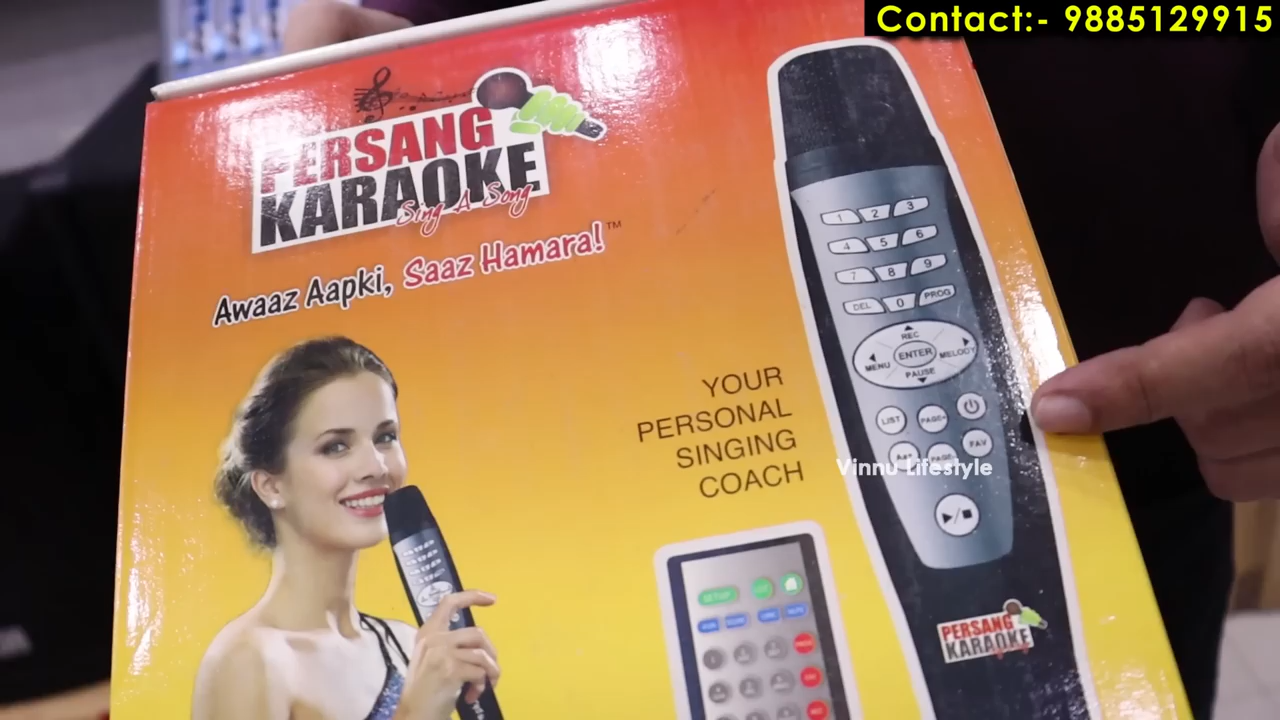 Contact:- 9885129915
PERSANG
KARAOKE
Sing A Song
Awaaz Aapki, Saaz Hamara!™
YOUR
PERSONAL
SINGING
COACH
1 2 3
4 5 6
7 8 9
DEL 0 PROG
REC
MENU ENTER MELODY
PAUSE
LIST PAGE+
FAV
Vinnu Lifestyle
SETUP
PERSANG
KARAOKE